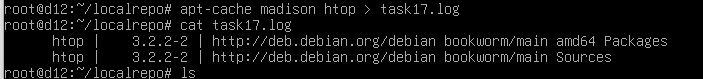 root@d12:~/localrepo# apt-cache madison htop > task17.log
root@d12:~/localrepo# cat task17.log
      htop |    3.2.2-2 | http://deb.debian.org/debian bookworm/main amd64 Packages
      htop |    3.2.2-2 | http://deb.debian.org/debian bookworm/main Sources
root@d12:~/localrepo# ls